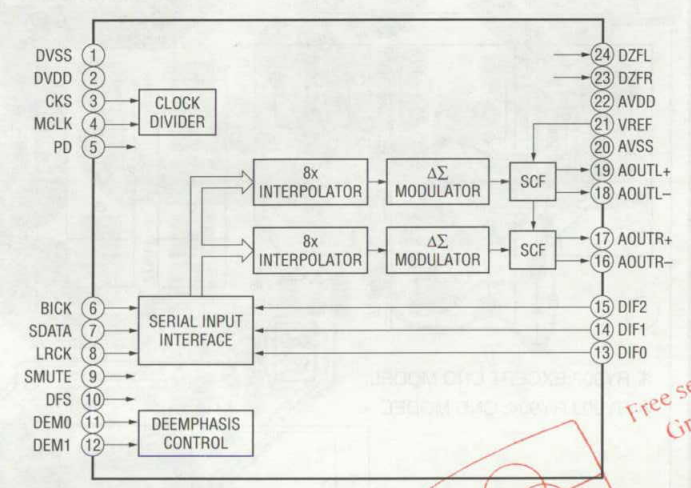 DVSS 1
DVDD 2
CKS 3
MCLK 4
PD 5
CLOCK
DIVIDER
24 DZFL
23 DZFR
22 AVDD
21 VREF
20 AVSS
19 AOUTL+
18 AOUTL–
17 AOUTR+
16 AOUTR–
8x
INTERPOLATOR
ΔΣ
MODULATOR
SCF
8x
INTERPOLATOR
ΔΣ
MODULATOR
SCF
BICK 6
SDATA 7
LRCK 8
SMUTE 9
DFS 10
DEM0 11
DEM1 12
SERIAL INPUT
INTERFACE
DEEMPHASIS
CONTROL
15 DIF2
14 DIF1
13 DIF0
Free